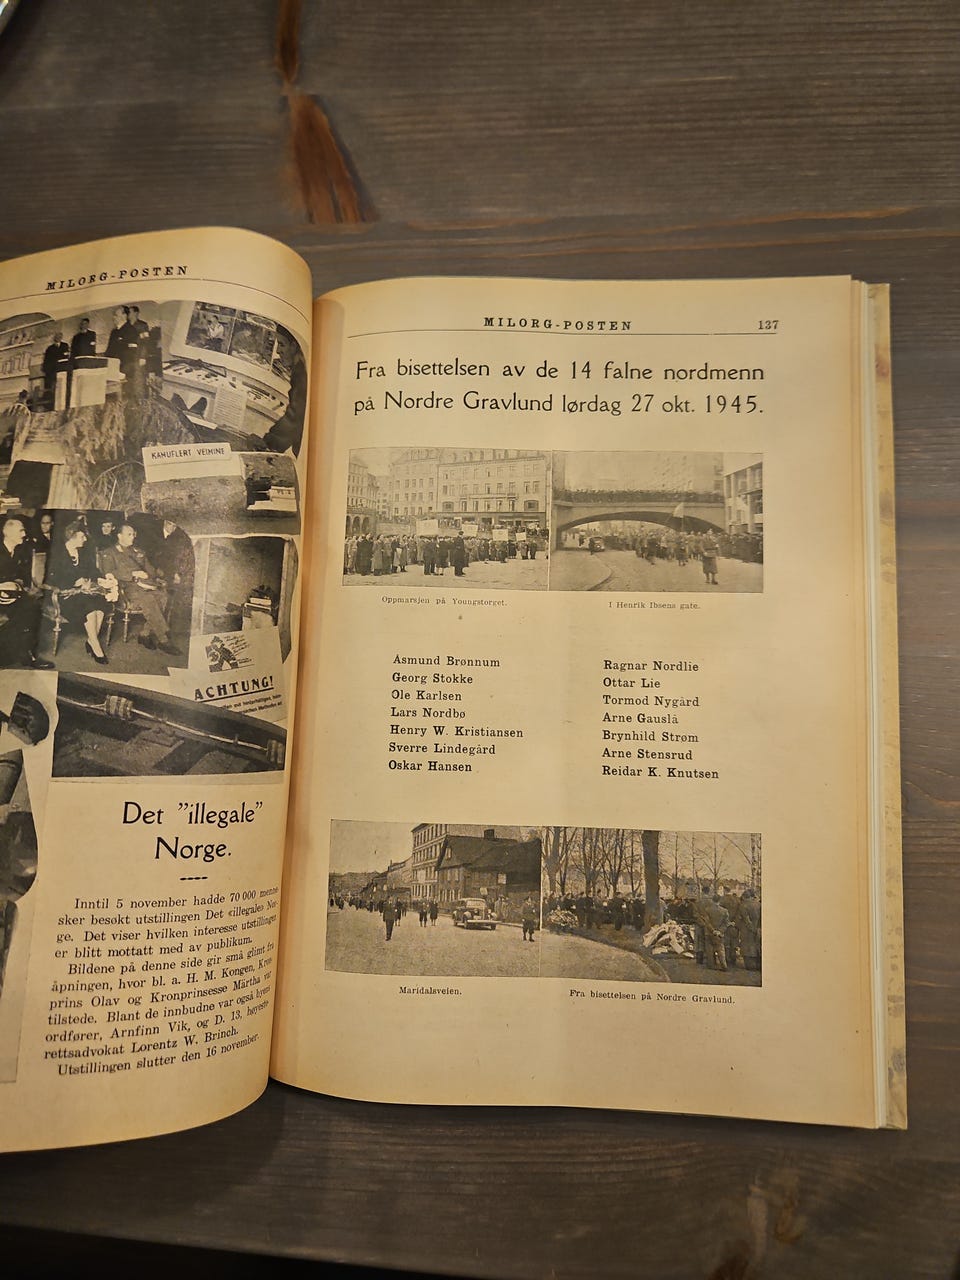 MILORG-POSTEN
KAMUFLERT VEIMINE
ACHTUNG!
Det "illegale"
Norge.
Inntil 5 november hadde 70 000 mennesker
besøkt utstillingen Det «illegale» Norge.
Det viser hvilken interesse utstillingen
er blitt mottatt med av publikum.
Bildene på denne side gir små glimt fra
åpningen, hvor bl. a. H. M. Kongen, Kron-
prins Olav og Kronprinsesse Märtha var
tilstede. Blant de innbudne var også byens
ordfører, Arnfinn Vik, og D. 13, høyeste-
rettsadvokat Lorentz W. Brinch.
Utstillingen slutter den 16 november.
MILORG-POSTEN 137
Fra bisettelsen av de 14 falne nordmenn
på Nordre Gravlund lørdag 27 okt. 1945.
Oppmarsjen på Youngstorget.
I Henrik Ibsens gate.
Asmund Brønnum
Georg Stokke
Ole Karlsen
Lars Nordbø
Henry W. Kristiansen
Sverre Lindegård
Oskar Hansen
Ragnar Nordlie
Ottar Lie
Tormod Nygård
Arne Gauslå
Brynhild Strøm
Arne Stensrud
Reidar K. Knutsen
Maridalsveien.
Fra bisettelsen på Nordre Gravlund.